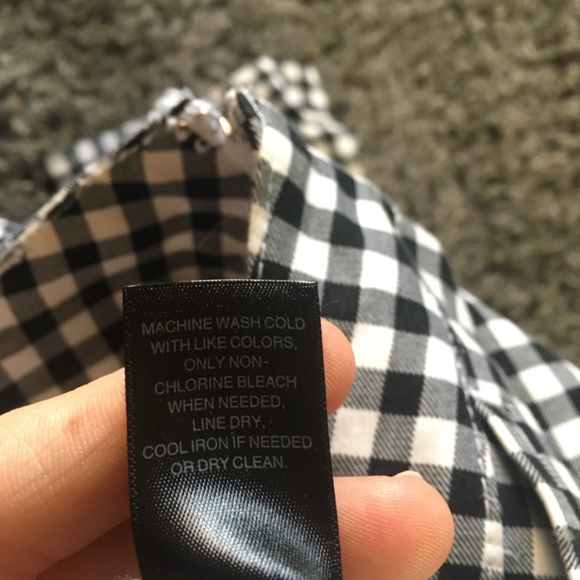 MACHINE WASH COLD
WITH LIKE COLORS,
ONLY NON-
CHLORINE BLEACH
WHEN NEEDED,
LINE DRY,
COOL IRON IF NEEDED
OR DRY CLEAN.